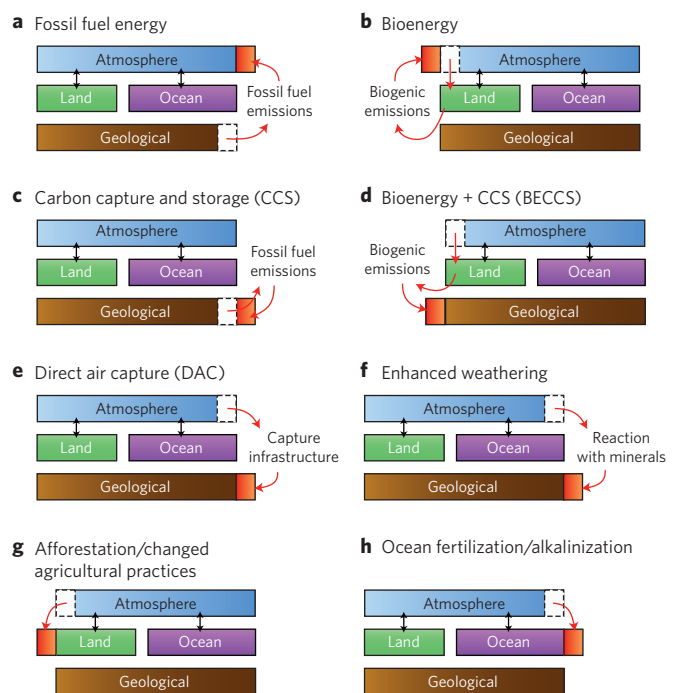 a Fossil fuel energy
Atmosphere
Land
Ocean
Geological
Fossil fuel
emissions
b Bioenergy
Atmosphere
Biogenic
emissions
Land
Ocean
Geological
c Carbon capture and storage (CCS)
Atmosphere
Land
Ocean
Geological
Fossil fuel
emissions
d Bioenergy + CCS (BECCS)
Atmosphere
Biogenic
emissions
Land
Ocean
Geological
e Direct air capture (DAC)
Atmosphere
Land
Ocean
Geological
Capture
infrastructure
f Enhanced weathering
Atmosphere
Land
Ocean
Geological
Reaction
with minerals
g Afforestation/changed
agricultural practices
Atmosphere
Land
Ocean
Geological
h Ocean fertilization/alkalinization
Atmosphere
Land
Ocean
Geological